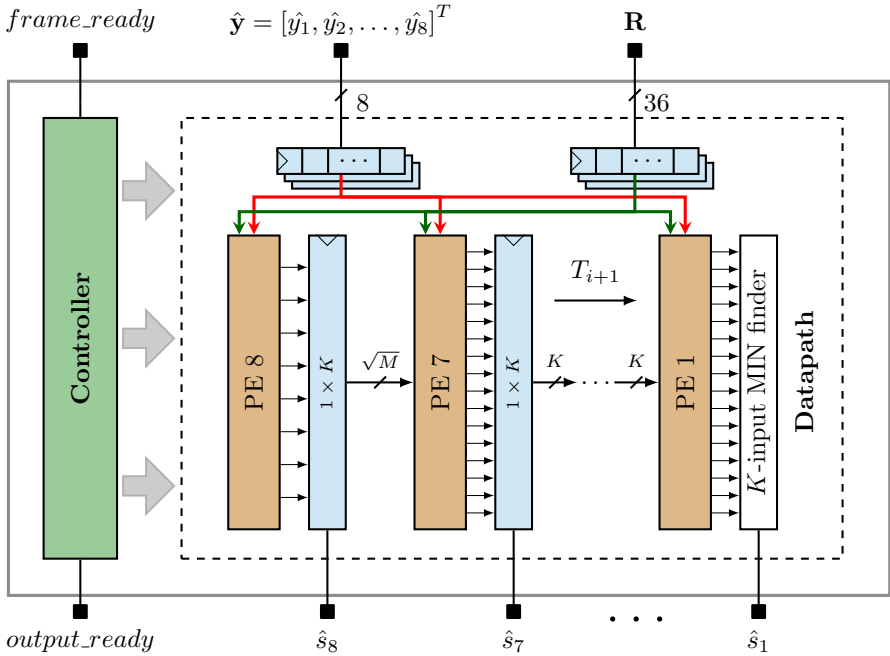 frame_ready
ŷ = [ŷ₁, ŷ₂, . . . , ŷ₈]ᵀ
R
8
36
· · ·
· · ·
Controller
PE 8
1 × K
√M
PE 7
1 × K
T_{i+1}
K
· · ·
K
PE 1
K-input MIN finder
Datapath
output_ready
ŝ₈
ŝ₇
· · ·
ŝ₁